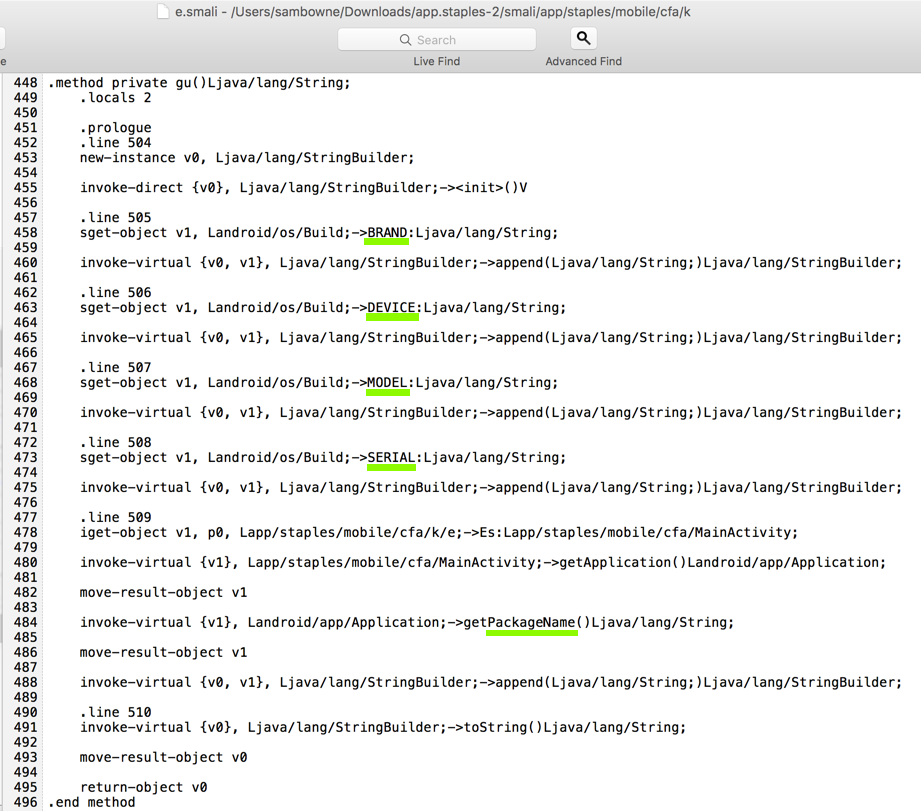 e.smali - /Users/sambowne/Downloads/app.staples-2/smali/app/staples/mobile/cfa/k
Search
e
Live Find
Advanced Find
448 .method private gu()Ljava/lang/String;
449     .locals 2
450
451     .prologue
452     .line 504
453     new-instance v0, Ljava/lang/StringBuilder;
454
455     invoke-direct {v0}, Ljava/lang/StringBuilder;-><init>()V
456
457     .line 505
458     sget-object v1, Landroid/os/Build;->BRAND:Ljava/lang/String;
459
460     invoke-virtual {v0, v1}, Ljava/lang/StringBuilder;->append(Ljava/lang/String;)Ljava/lang/StringBuilder;
461
462     .line 506
463     sget-object v1, Landroid/os/Build;->DEVICE:Ljava/lang/String;
464
465     invoke-virtual {v0, v1}, Ljava/lang/StringBuilder;->append(Ljava/lang/String;)Ljava/lang/StringBuilder;
466
467     .line 507
468     sget-object v1, Landroid/os/Build;->MODEL:Ljava/lang/String;
469
470     invoke-virtual {v0, v1}, Ljava/lang/StringBuilder;->append(Ljava/lang/String;)Ljava/lang/StringBuilder;
471
472     .line 508
473     sget-object v1, Landroid/os/Build;->SERIAL:Ljava/lang/String;
474
475     invoke-virtual {v0, v1}, Ljava/lang/StringBuilder;->append(Ljava/lang/String;)Ljava/lang/StringBuilder;
476
477     .line 509
478     iget-object v1, p0, Lapp/staples/mobile/cfa/k/e;->Es:Lapp/staples/mobile/cfa/MainActivity;
479
480     invoke-virtual {v1}, Lapp/staples/mobile/cfa/MainActivity;->getApplication()Landroid/app/Application;
481
482     move-result-object v1
483
484     invoke-virtual {v1}, Landroid/app/Application;->getPackageName()Ljava/lang/String;
485
486     move-result-object v1
487
488     invoke-virtual {v0, v1}, Ljava/lang/StringBuilder;->append(Ljava/lang/String;)Ljava/lang/StringBuilder;
489
490     .line 510
491     invoke-virtual {v0}, Ljava/lang/StringBuilder;->toString()Ljava/lang/String;
492
493     move-result-object v0
494
495     return-object v0
496 .end method